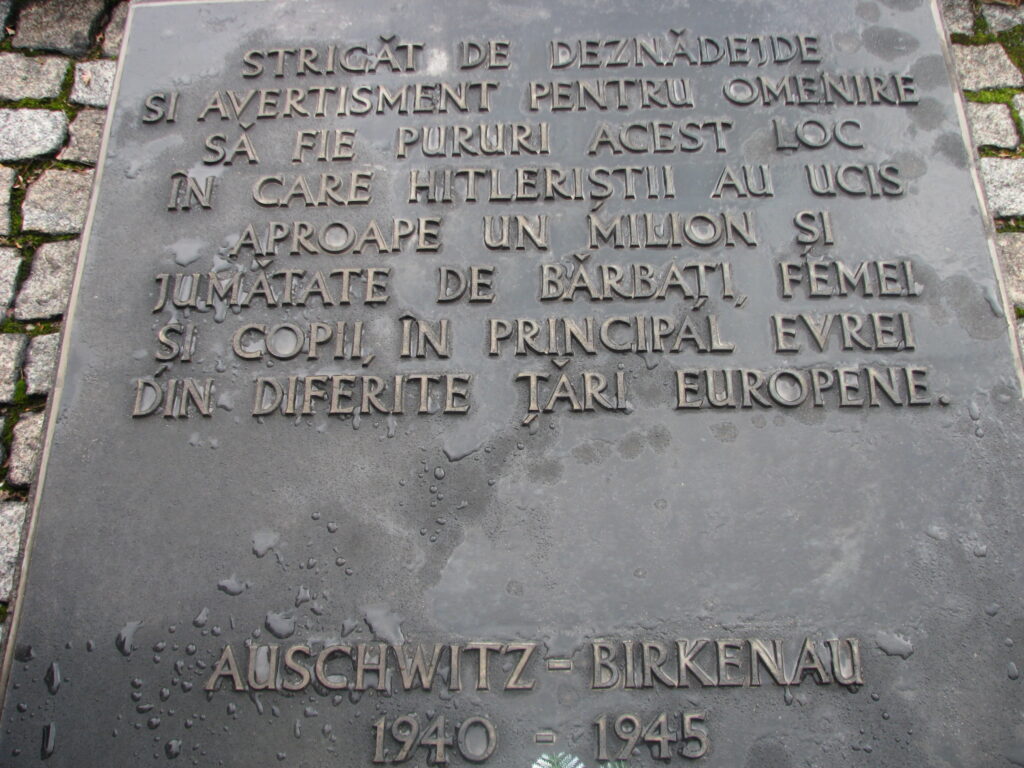 STRIGĂT DE DEZNĂDEJDE
SI AVERTISMENT PENTRU OMENIRE
SĂ FIE PURURI ACEST LOC
ÎN CARE HITLERIȘTII AU UCIS
APROAPE UN MILION ȘI
JUMĂTATE DE BĂRBAȚI, FEMEI
ȘI COPII, IN PRINCIPAL EVREI
DIN DIFERITE ȚĂRI EUROPENE.
AUSCHWITZ - BIRKENAU
1940 - 1945